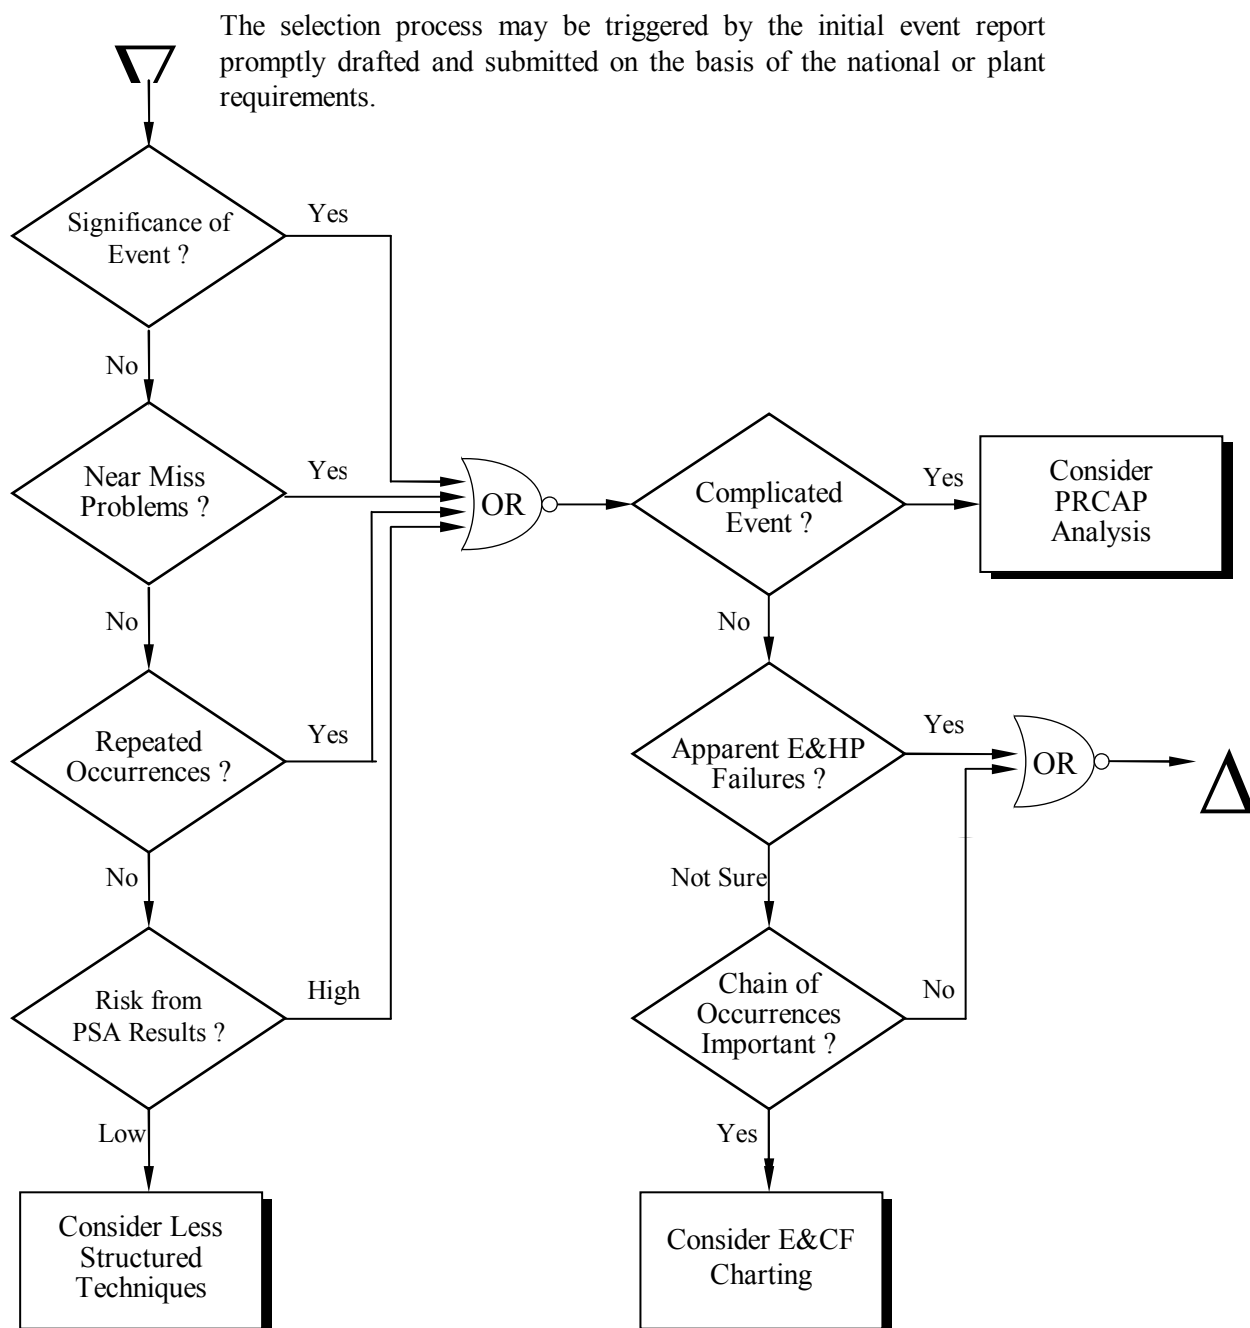 The selection process may be triggered by the initial event report
promptly drafted and submitted on the basis of the national or plant
requirements.
Significance of
Event ?
Yes
No
Near Miss
Problems ?
Yes
No
Repeated
Occurrences ?
Yes
No
Risk from
PSA Results ?
High
Low
Consider Less
Structured
Techniques
OR
Complicated
Event ?
Yes
Consider
PRCAP
Analysis
No
Apparent E&HP
Failures ?
Yes
OR
Not Sure
Chain of
Occurrences
Important ?
No
Yes
Consider E&CF
Charting